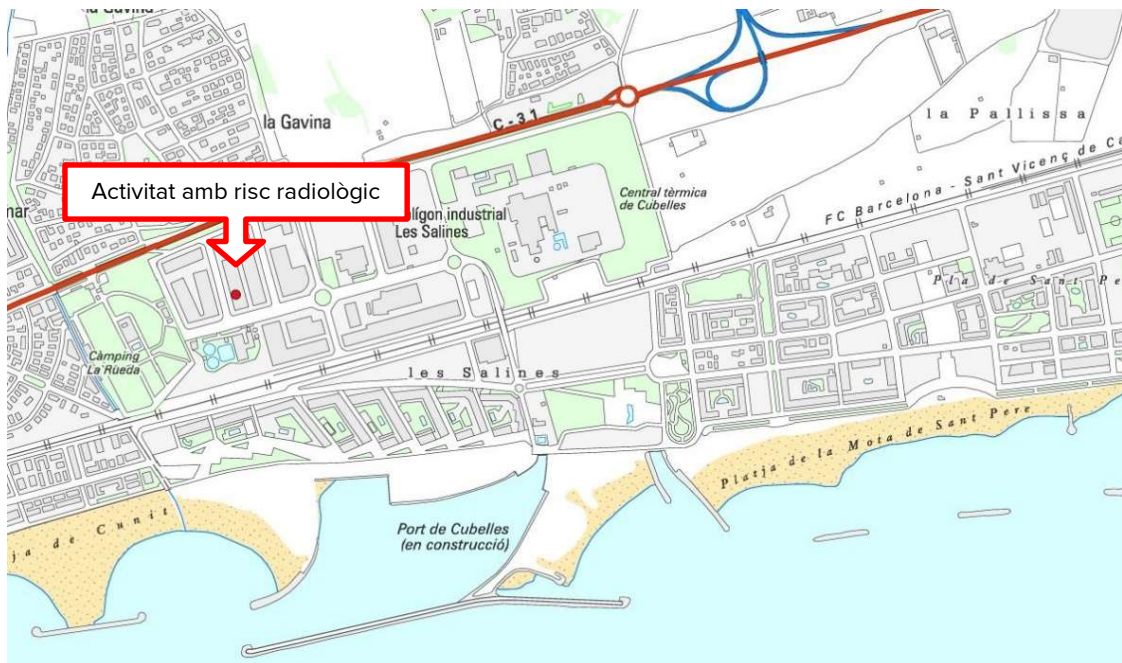 la Gavina
C-31
la Pallissa
Activitat amb risc radiològic
mar
Central tèrmica
de Cubelles
FC Barcelona - Sant Vicenç de Ca
lígon industrial
Les Salines
Pla de Sant Pe
Càmping
La Rueda
les Salines
Platja de la Mota de Sant Pere
ja de Cunit
Port de Cubelles
(en construcció)